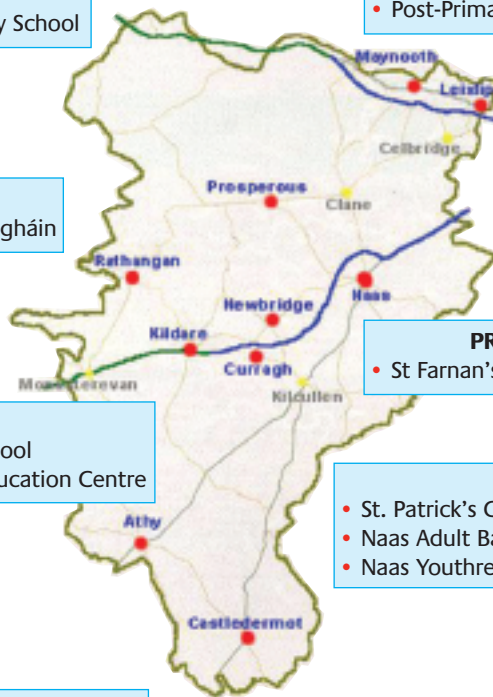 y School
• Post-Prima
Maynooth
Leixlip
Celbridge
Prosperous
Clane
gháin
Rathangan
Naas
Newbridge
Kildare
Curragh
PR
• St Farnan's
Monasterevan
Kilcullen
ool
ucation Centre
• St. Patrick's C
• Naas Adult Ba
• Naas Youthre
Athy
Castledermot